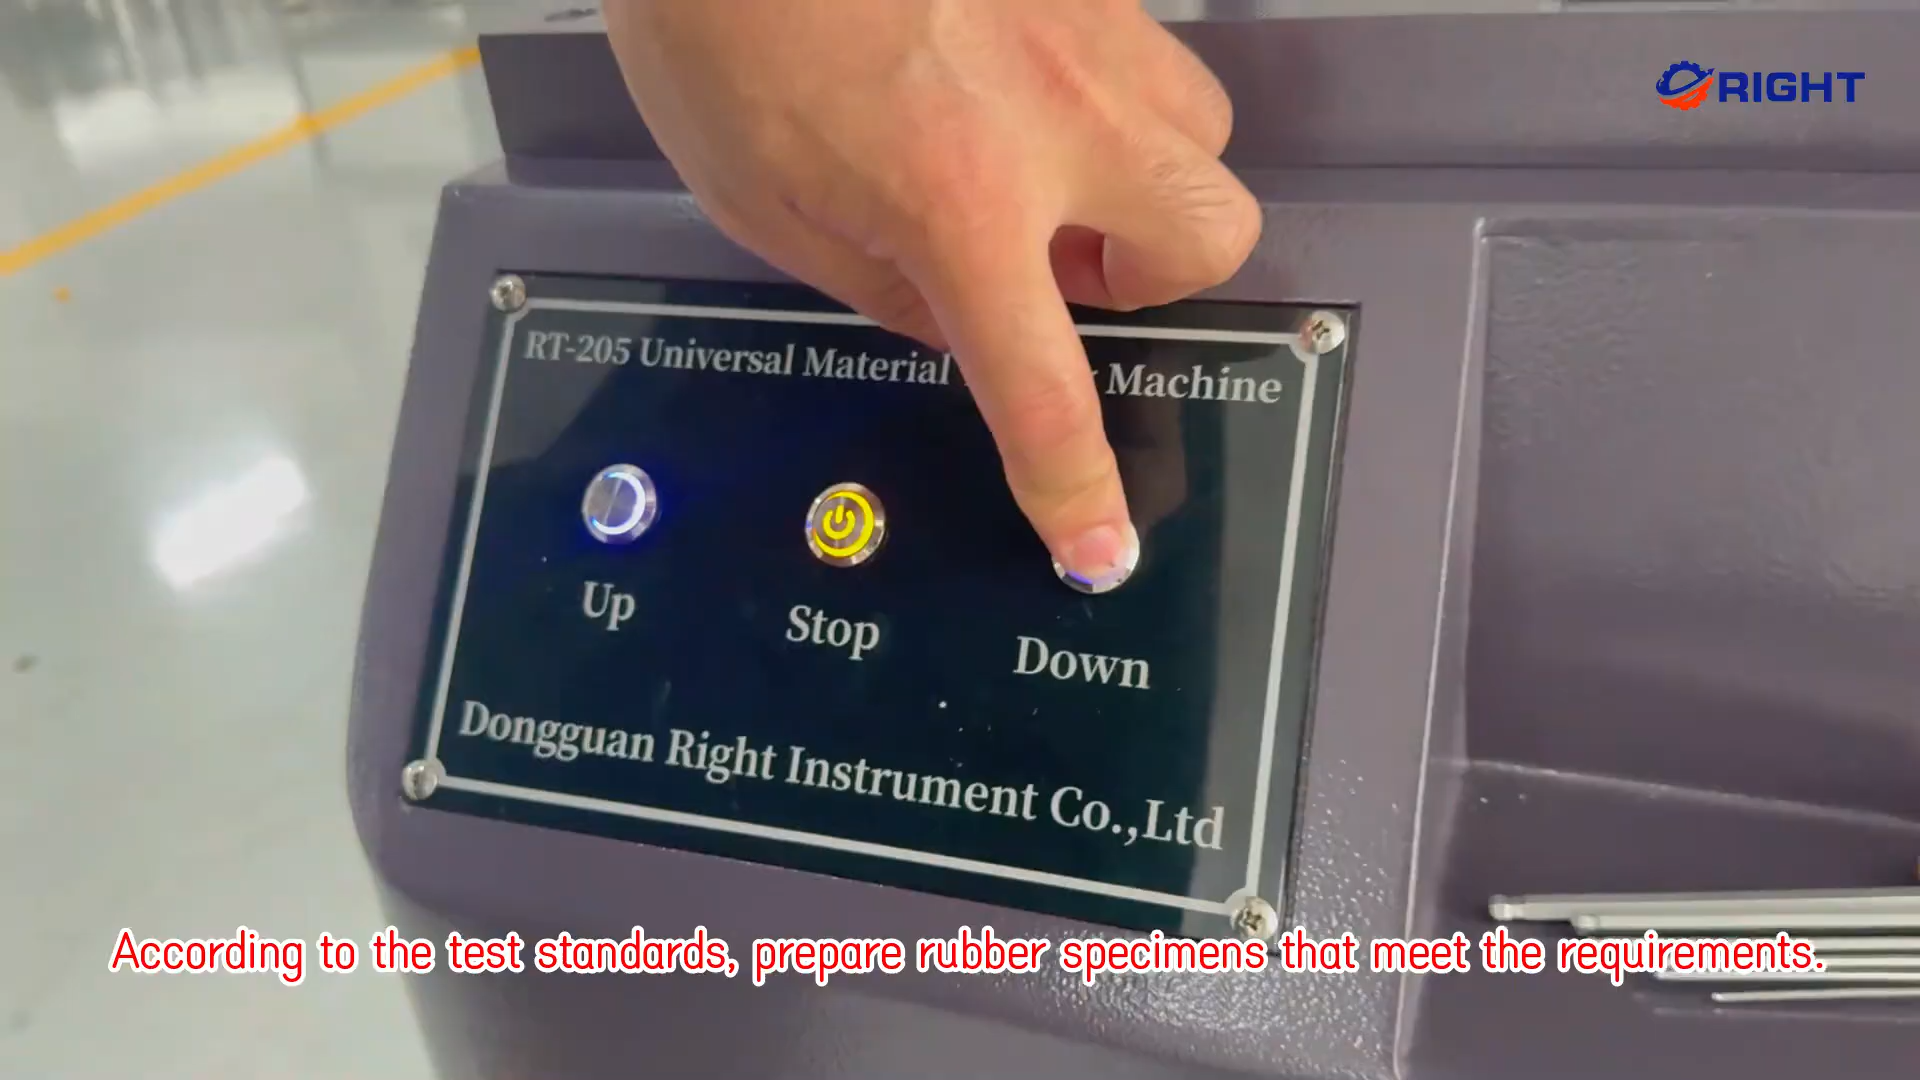 RIGHT
RT-205 Universal Material Machine
Up
Stop
Down
Dongguan Right Instrument Co.,Ltd
According to the test standards, prepare rubber specimens that meet the requirements.